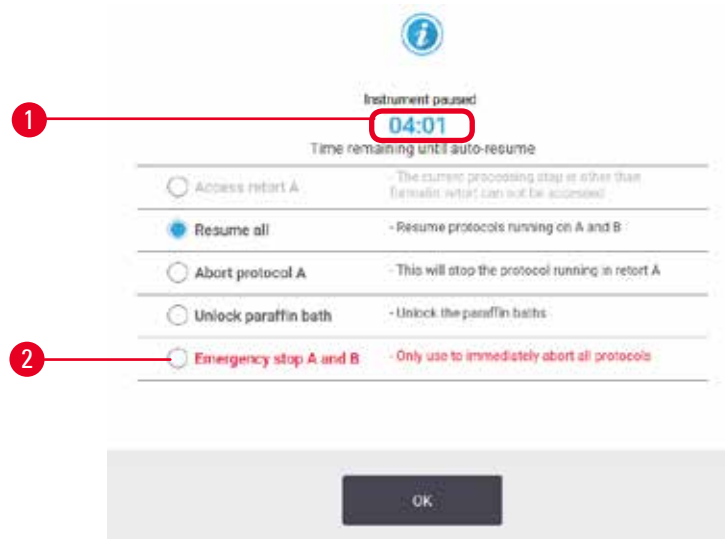 i
Instrument paused
1
04:01
Time remaining until auto-resume
Access retort A - The current processing step is other than
formalin retort can not be accessed
Resume all - Resume protocols running on A and B
Abort protocol A - This will stop the protocol running in retort A
Unlock paraffin bath - Unlock the paraffin baths
2
Emergency stop A and B - Only use to immediately abort all protocols
OK